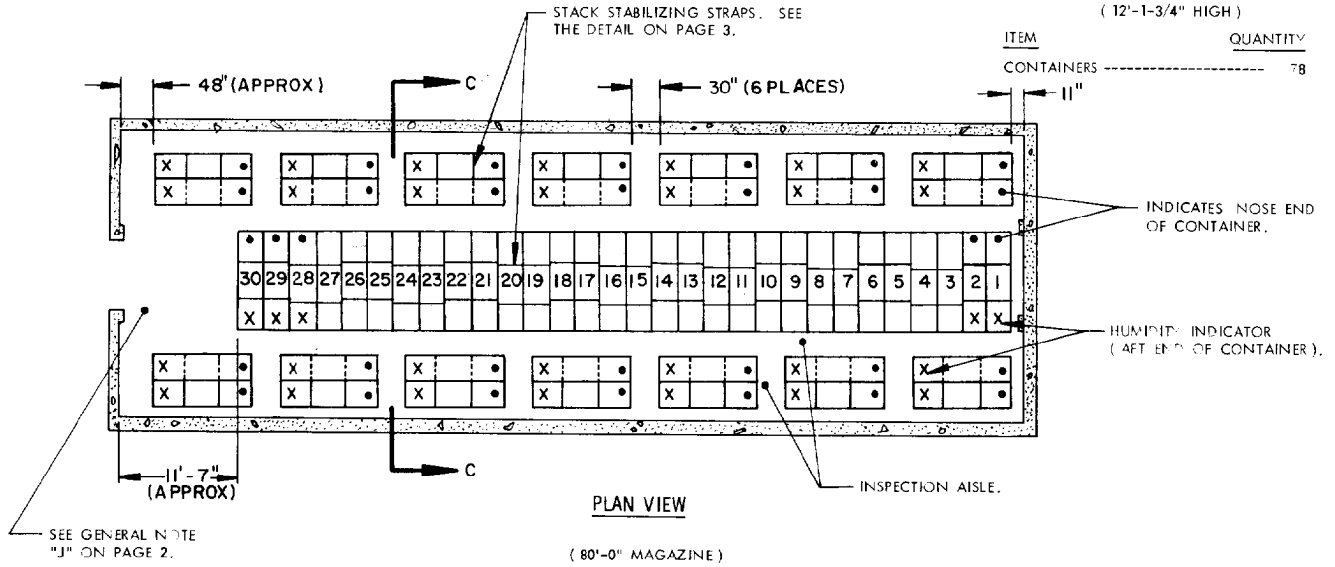 STACK STABILIZING STRAPS. SEE
THE DETAIL ON PAGE 3.
( 12'-1-3/4" HIGH )
ITEM QUANTITY
CONTAINERS ------------------------- 78
48" (APPROX)
C
30" (6 PLACES)
11"
X X X X X X X
X X X X X X X
INDICATES NOSE END
OF CONTAINER.
30 29 28 27 26 25 24 23 22 21 20 19 18 17 16 15 14 13 12 11 10 9 8 7 6 5 4 3 2 1
X X X X X
HUMIDITY INDICATOR
( AFT END OF CONTAINER ).
X X X X X X X
X X X X X X X
C
11'-7"
(APPROX)
INSPECTION AISLE.
PLAN VIEW
SEE GENERAL NOTE
"J" ON PAGE 2.
( 80'-0" MAGAZINE )